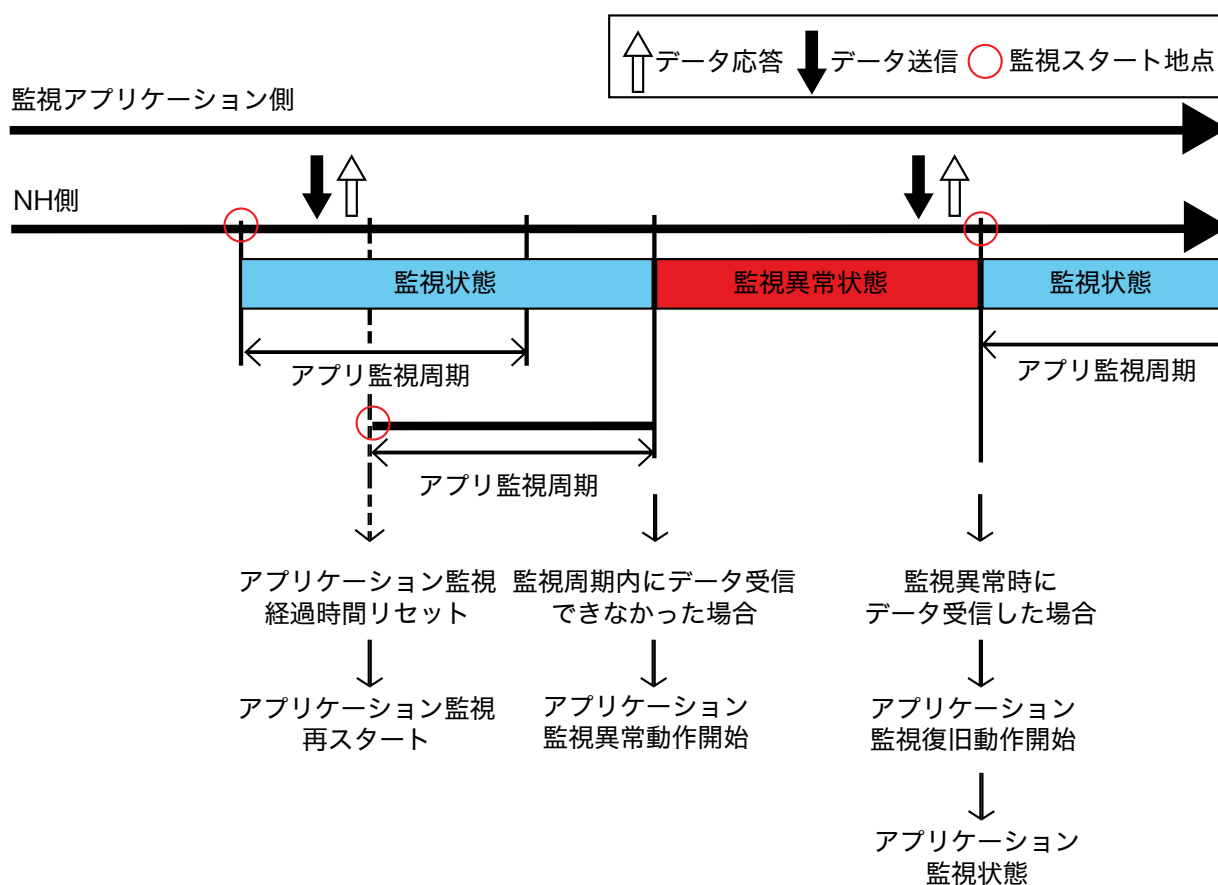 データ応答 データ送信 監視スタート地点
監視アプリケーション側
NH側
監視状態 監視異常状態 監視状態
アプリ監視周期 アプリ監視周期
アプリ監視周期
アプリケーション監視
経過時間リセット
監視周期内にデータ受信
できなかった場合
監視異常時に
データ受信した場合
アプリケーション監視
再スタート
アプリケーション
監視異常動作開始
アプリケーション
監視復旧動作開始
アプリケーション
監視状態